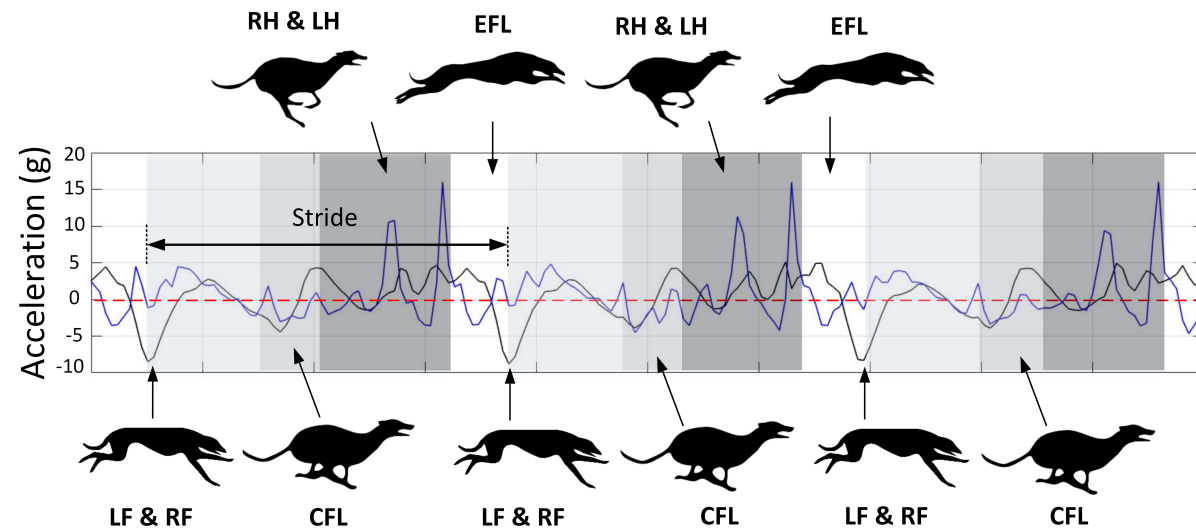 RH & LH
EFL
RH & LH
EFL
Acceleration (g)
20
15
10
5
0
-5
-10
Stride
LF & RF
CFL
LF & RF
CFL
LF & RF
CFL